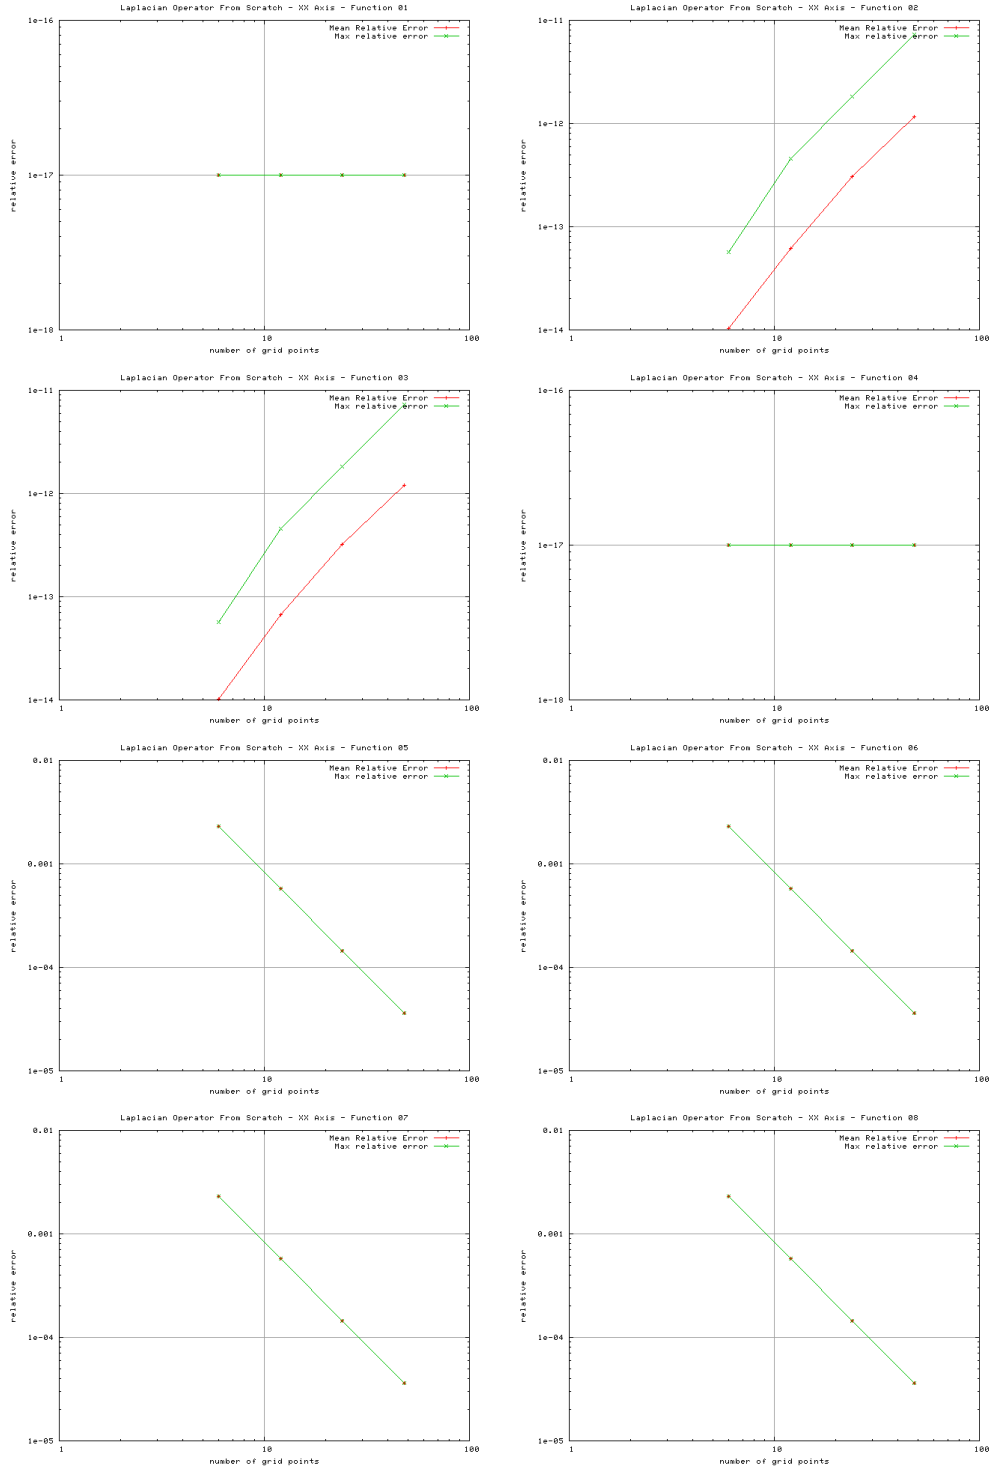 Laplacian Operator From Scratch - XX Axis - Function 01
1e-16
Mean Relative Error
Max relative error
relative error
1e-17
1e-18
1
10
100
number of grid points
Laplacian Operator From Scratch - XX Axis - Function 02
1e-11
Mean Relative Error
Max relative error
1e-12
relative error
1e-13
1e-14
1
10
100
number of grid points
Laplacian Operator From Scratch - XX Axis - Function 03
1e-11
Mean Relative Error
Max relative error
1e-12
relative error
1e-13
1e-14
1
10
100
number of grid points
Laplacian Operator From Scratch - XX Axis - Function 04
1e-16
Mean Relative Error
Max relative error
relative error
1e-17
1e-18
1
10
100
number of grid points
Laplacian Operator From Scratch - XX Axis - Function 05
0.01
Mean Relative Error
Max relative error
0.001
relative error
1e-04
1e-05
1
10
100
number of grid points
Laplacian Operator From Scratch - XX Axis - Function 06
0.01
Mean Relative Error
Max relative error
0.001
relative error
1e-04
1e-05
1
10
100
number of grid points
Laplacian Operator From Scratch - XX Axis - Function 07
0.01
Mean Relative Error
Max relative error
0.001
relative error
1e-04
1e-05
1
10
100
number of grid points
Laplacian Operator From Scratch - XX Axis - Function 08
0.01
Mean Relative Error
Max relative error
0.001
relative error
1e-04
1e-05
1
10
100
number of grid points